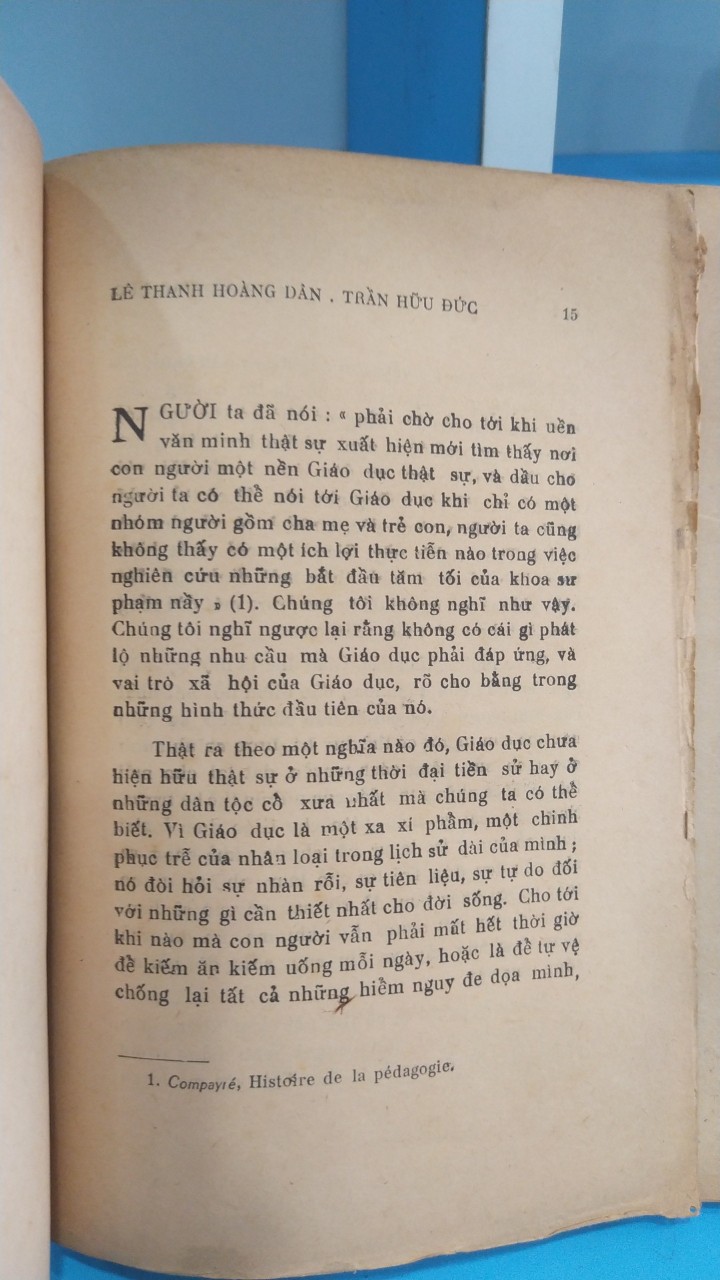 LÊ THANH HOÀNG DÂN . TRẦN HỮU ĐỨC
15
NGƯỜI ta đã nói : « phải chờ cho tới khi uền
văn minh thật sự xuất hiện mới tìm thấy nơi
con người một nền Giáo dục thật sự, và dầu cho
người ta có thể nói tới Giáo dục khi chỉ có một
nhóm người gồm cha mẹ và trẻ con, người ta cũng
không thấy có một ích lợi thực tiễn nào trong việc
nghiên cứu những bắt đầu tăm tối của khoa sư
phạm nầy » (1). Chúng tôi không nghĩ như vậy.
Chúng tôi nghĩ ngược lại rằng không có cái gì phát
lộ những nhu cầu mà Giáo dục phải đáp ứng, và
vai trò xã hội của Giáo dục, rõ cho bằng trong
những hình thức đầu tiên của nó.
Thật ra theo một nghĩa nào đó, Giáo dục chưa
hiện hữu thật sự ở những thời đại tiền sử hay ở
những dân tộc cổ xưa nhất mà chúng ta có thể
biết. Vì Giáo dục là một xa xỉ phẩm, một chinh
phục trễ của nhân loại trong lịch sử dài của mình ;
nó đòi hỏi sự nhàn rỗi, sự tiên liệu, sự tự do đối
với những gì cần thiết nhất cho đời sống. Cho tới
khi nào mà con người vẫn phải mất hết thời giờ
để kiếm ăn kiếm uống mỗi ngày, hoặc là để tự vệ
chống lại tất cả những hiểm nguy đe dọa mình,
1. Compayré, Histoire de la pédagogie.